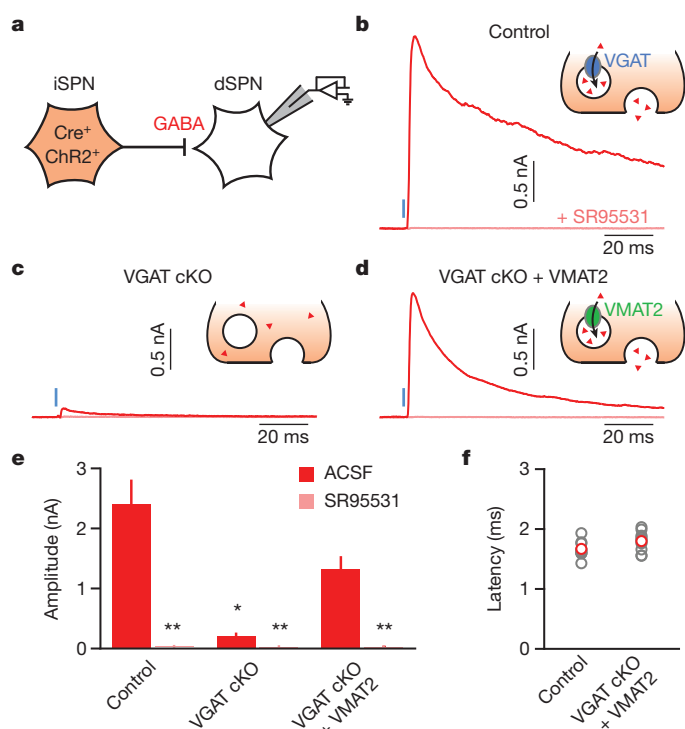 a
iSPN
dSPN
Cre+
ChR2+
GABA
b
Control
VGAT
0.5 nA
+ SR95531
20 ms
c
VGAT cKO
0.5 nA
20 ms
d
VGAT cKO + VMAT2
VMAT2
0.5 nA
20 ms
e
ACSF
SR95531
Amplitude (nA)
3
2
1
0
**
*
**
**
Control
VGAT cKO
VGAT cKO
+ VMAT2
f
Latency (ms)
3
2
1
0
Control
VGAT cKO
+ VMAT2